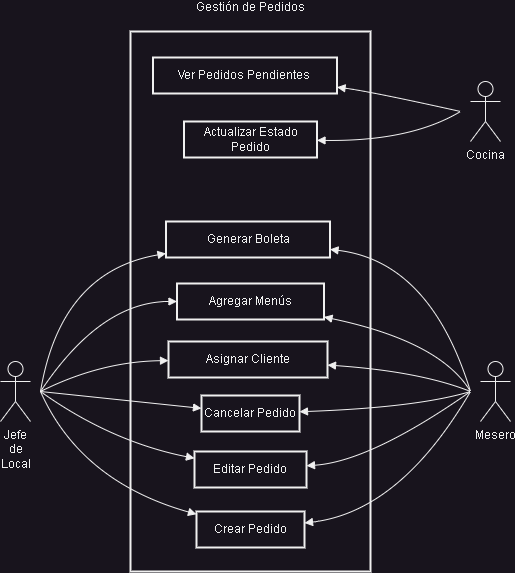 Gestión de Pedidos
Ver Pedidos Pendientes
Actualizar Estado
Pedido
Cocina
Generar Boleta
Agregar Menús
Asignar Cliente
Cancelar Pedido
Jefe
de
Local
Mesero
Editar Pedido
Crear Pedido